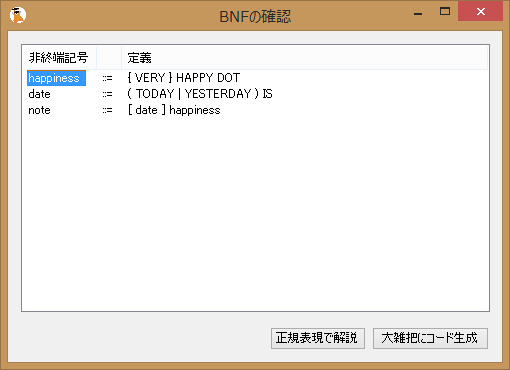 BNFの確認
非終端記号 定義
happiness ::= { VERY } HAPPY DOT
date ::= ( TODAY | YESTERDAY ) IS
note ::= [ date ] happiness
正規表現で解説 大雑把にコード生成